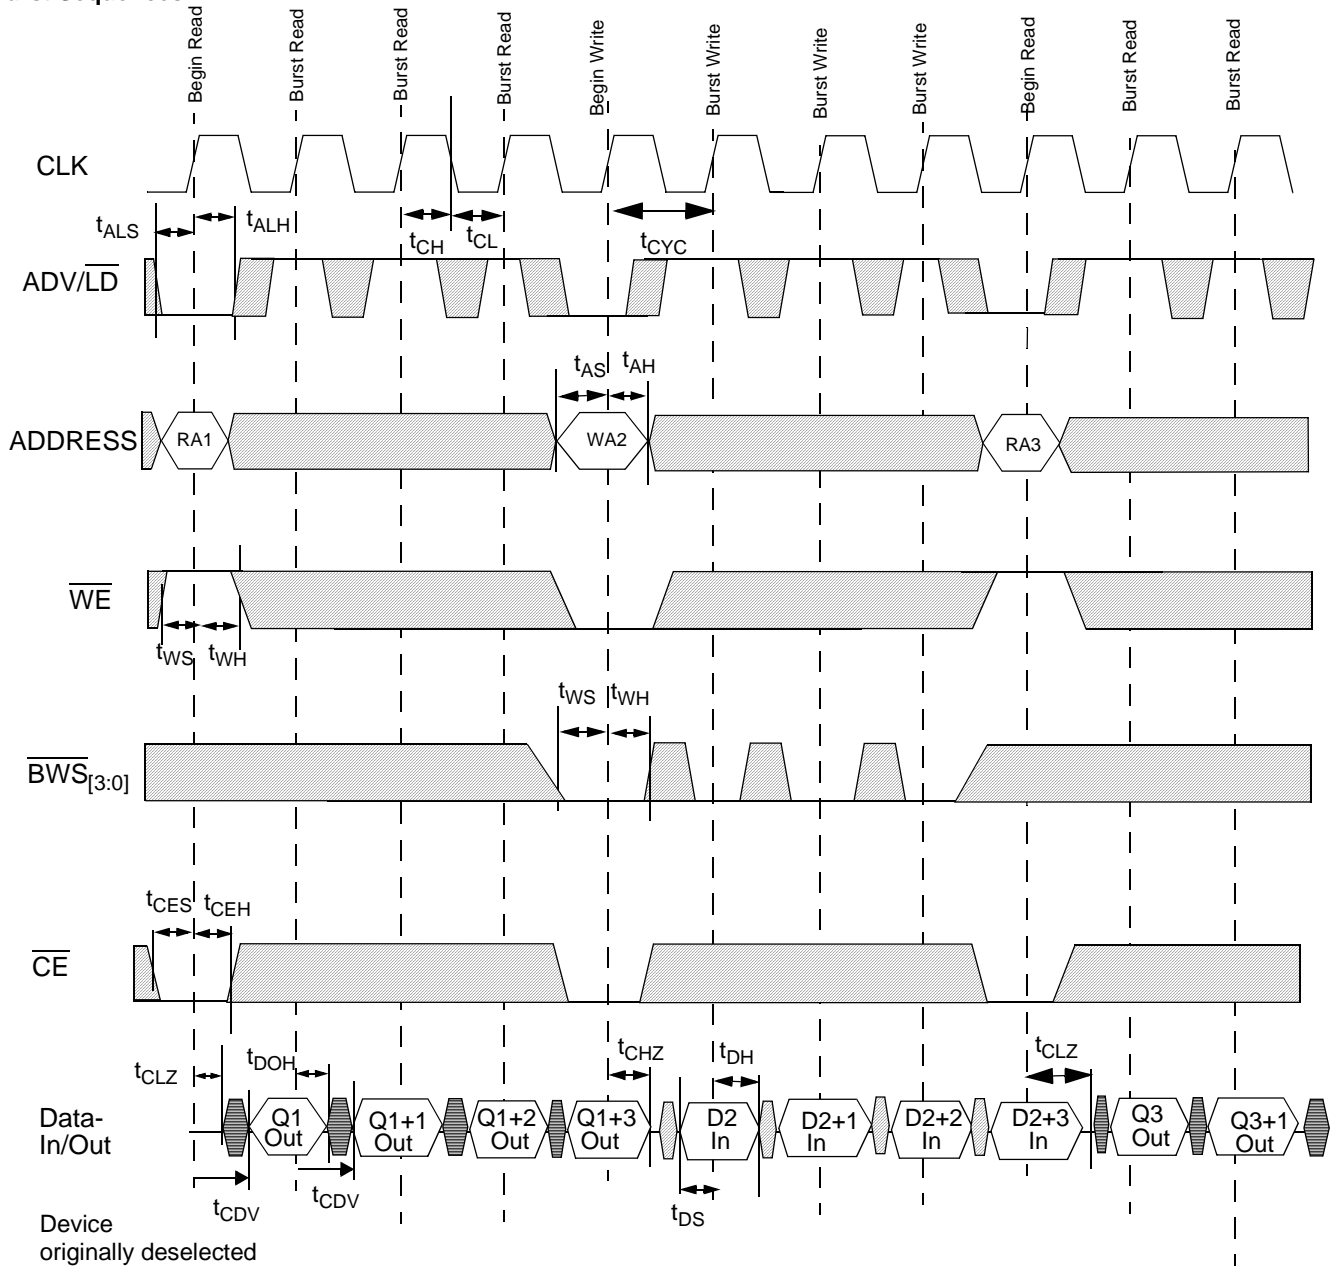 Begin Read
Burst Read
Burst Read
Burst Read
Begin Write
Burst Write
Burst Write
Burst Write
Begin Read
Burst Read
Burst Read
CLK
tALS
tALH
tCH
tCL
tCYC
ADV/LD
tAS
tAH
ADDRESS
RA1
WA2
RA3
WE
tWS
tWH
tWS
tWH
BWS[3:0]
tCES
tCEH
CE
tCLZ
tDOH
tCHZ
tDH
tCLZ
Data-
In/Out
Q1
Out
Q1+1
Out
Q1+2
Out
Q1+3
Out
D2
In
D2+1
In
D2+2
In
D2+3
In
Q3
Out
Q3+1
Out
tCDV
tCDV
tDS
Device
originally deselected